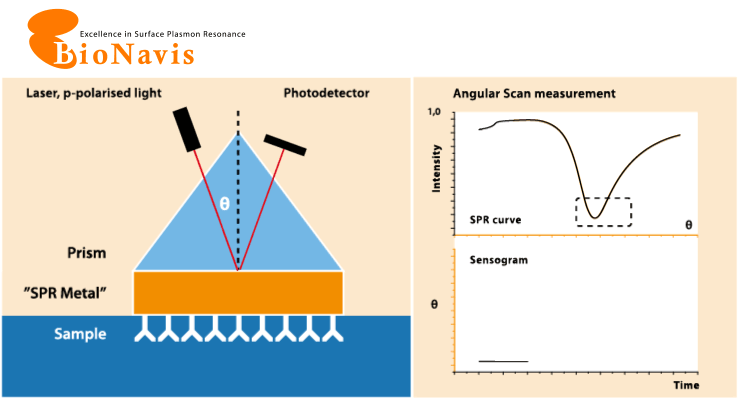 Excellence in Surface Plasmon Resonance
BioNavis
Laser, p-polarised light
Photodetector
θ
Prism
”SPR Metal”
Sample
Angular Scan measurement
1,0
Intensity
SPR curve
θ
Sensogram
θ
Time